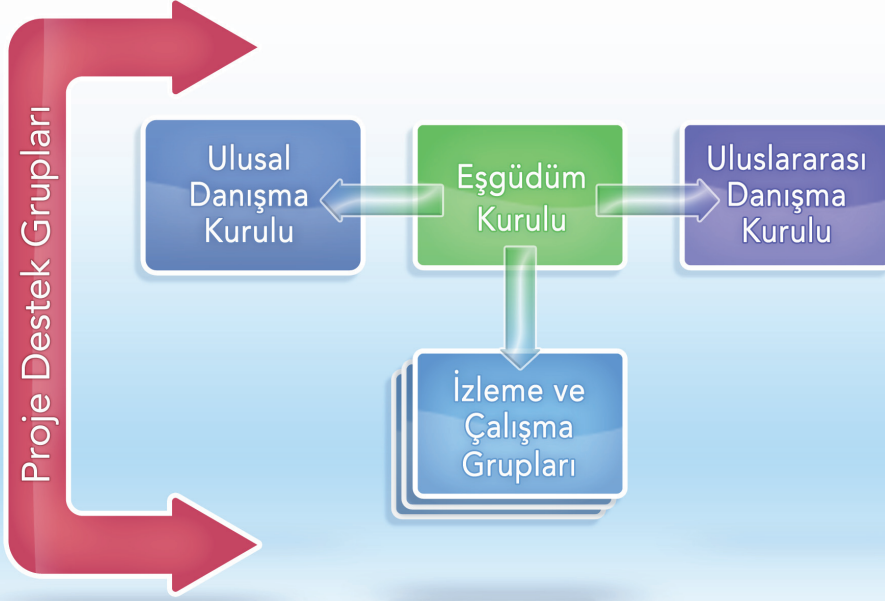 Proje Destek Grupları
Ulusal
Danışma
Kurulu
Eşgüdüm
Kurulu
Uluslararası
Danışma
Kurulu
İzleme ve
Çalışma
Grupları